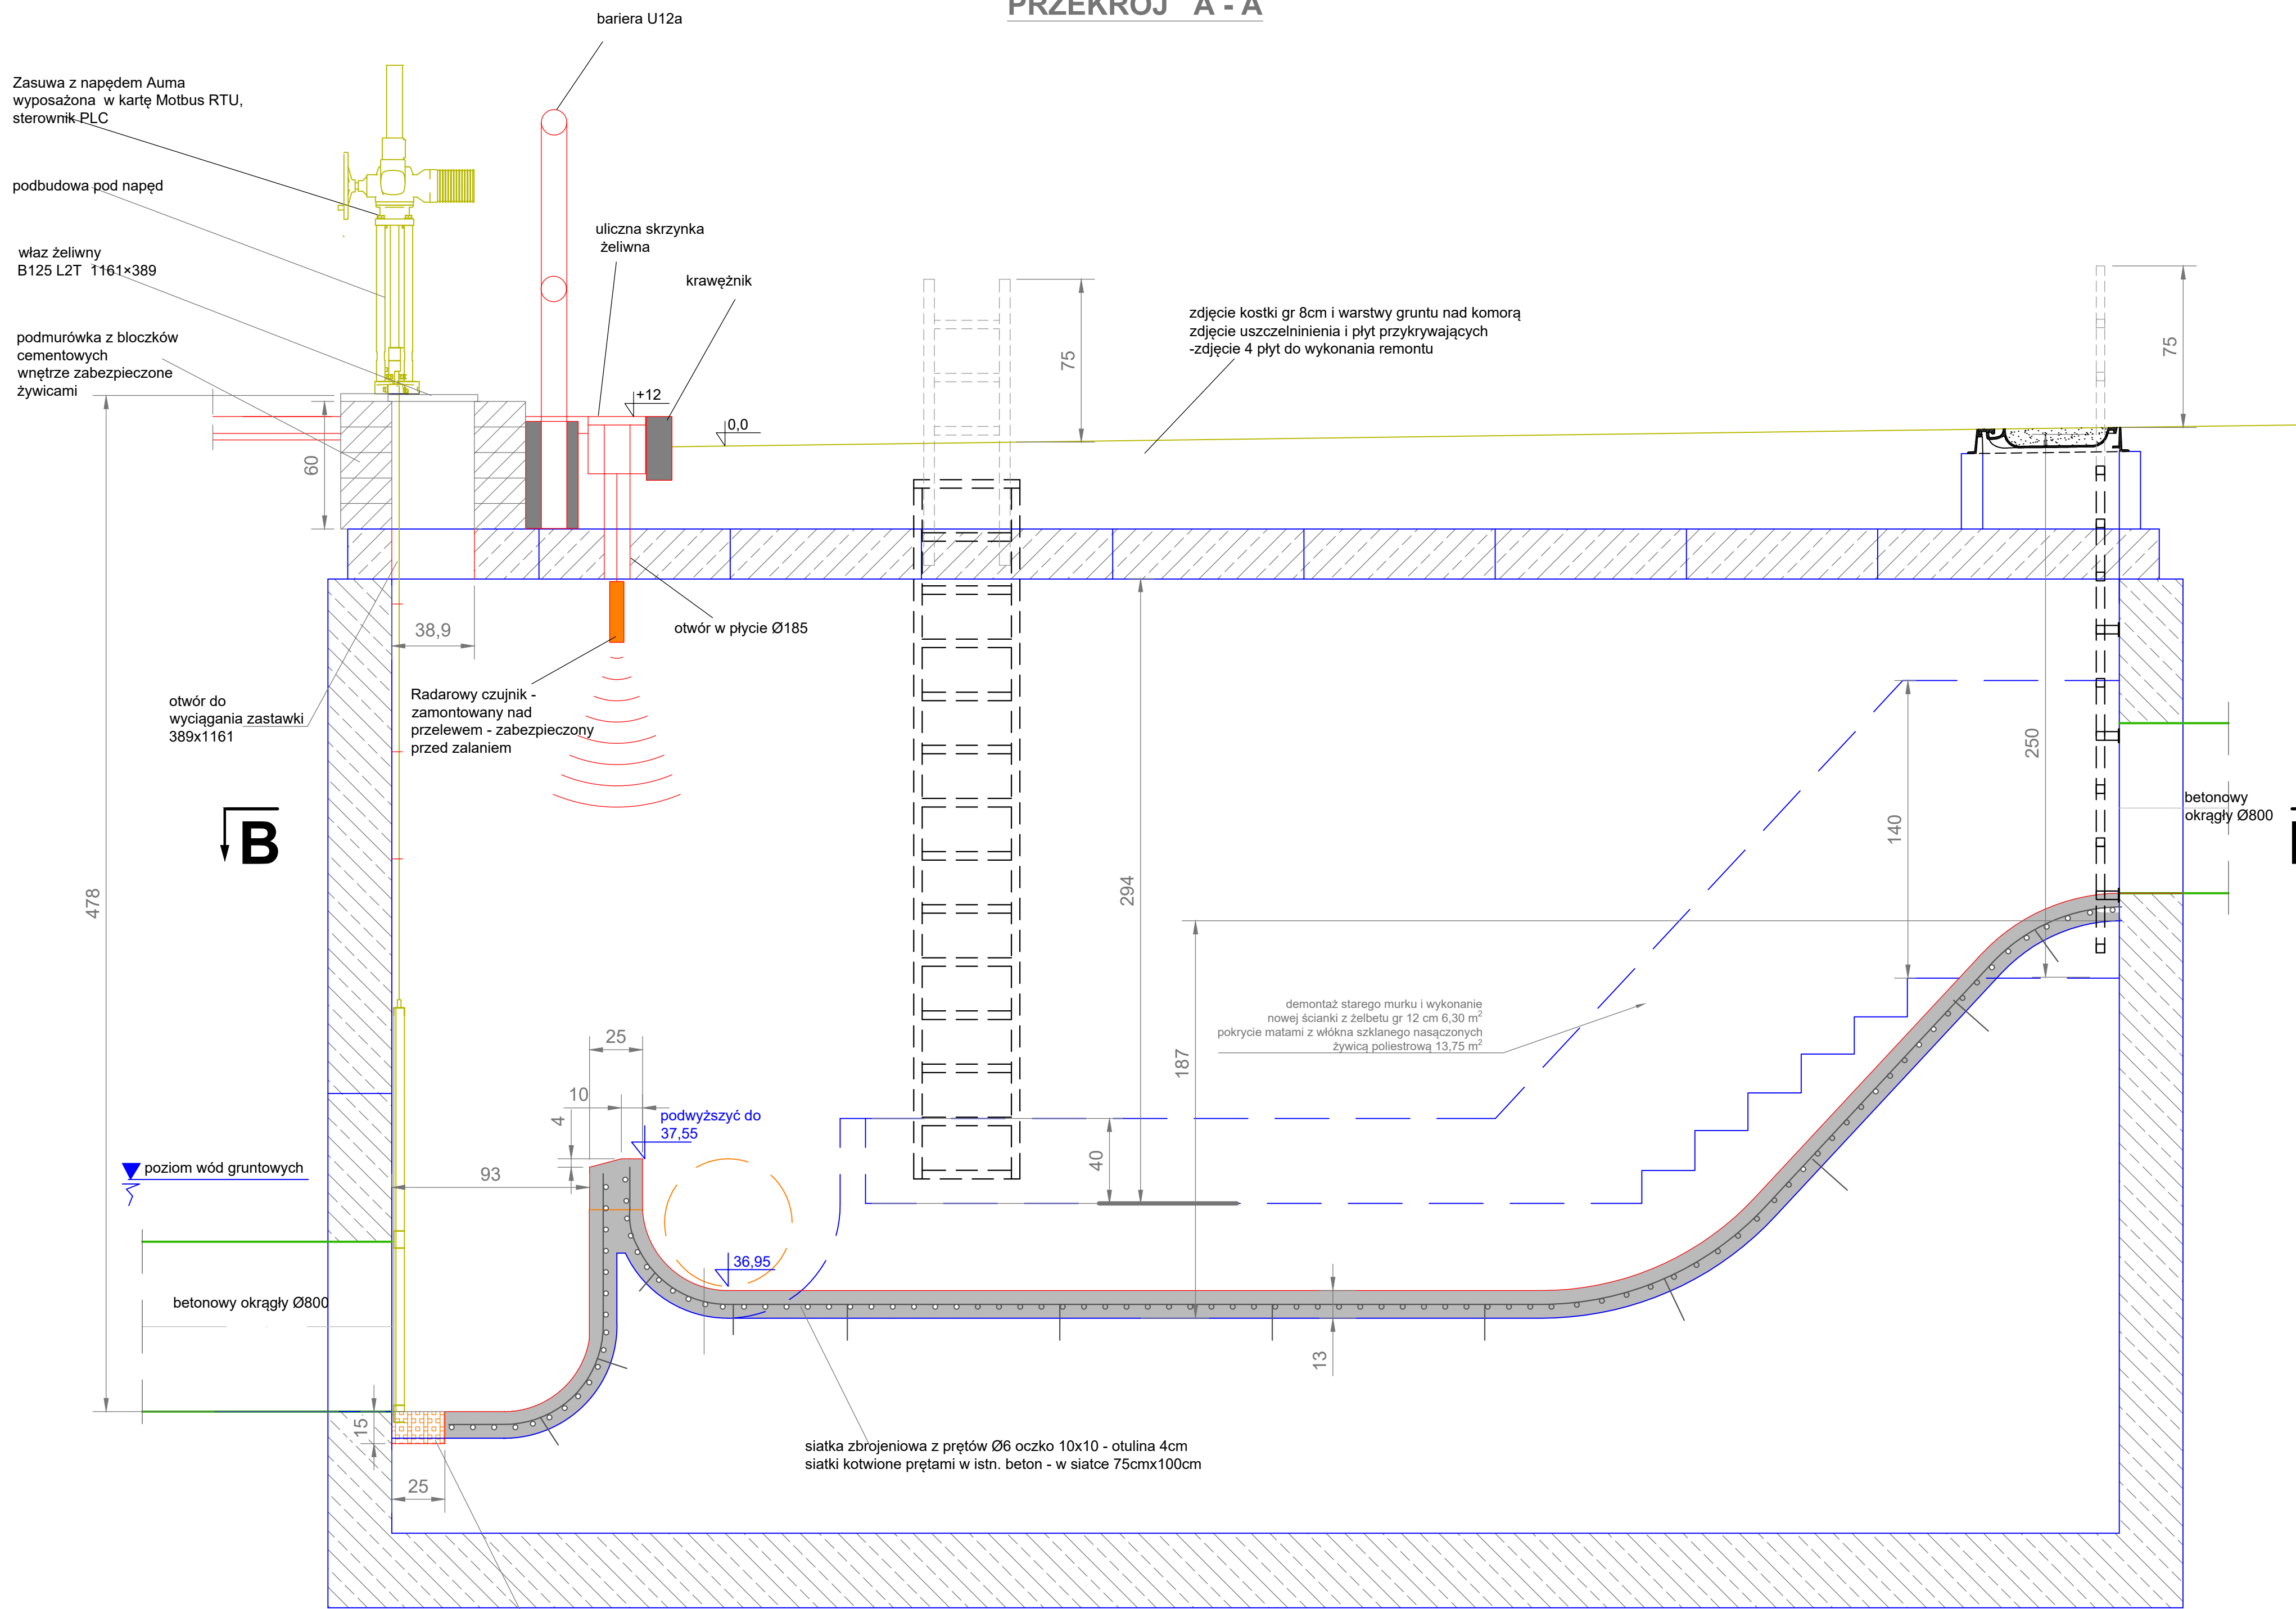 PRZEKRÓJ A - A
bariera U12a
Zasuwa z napędem Auma
wyposażona w kartę Motbus RTU,
sterownik PLC
podbudowa pod napęd
właz żeliwny
B125 L2T 1161×389
podmurówka z bloczków
cementowych
wnętrze zabezpieczone
żywicami
uliczna skrzynka
żeliwna
krawężnik
+12
0,0
75
zdjęcie kostki gr 8cm i warstwy gruntu nad komorą
zdjęcie uszczelninienia i płyt przykrywających
-zdjęcie 4 płyt do wykonania remontu
75
60
38,9
otwór w płycie Ø185
otwór do
wyciągania zastawki
389x1161
Radarowy czujnik -
zamontowany nad
przelewem - zabezpieczony
przed zalaniem
B
478
294
250
140
betonowy
okrągły Ø800
187
demontaż starego murku i wykonanie
nowej ścianki z żelbetu gr 12 cm 6,30 m²
pokrycie matami z włókna szklanego nasączonych
żywicą poliestrową 13,75 m²
25
10
4
podwyższyć do
37,55
93
40
poziom wód gruntowych
36,95
betonowy okrągły Ø800
13
15
25
siatka zbrojeniowa z prętów Ø6 oczko 10x10 - otulina 4cm
siatki kotwione prętami w istn. beton - w siatce 75cmx100cm